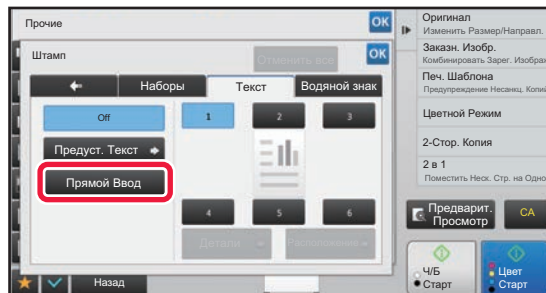 Прочие
OK
Штамп
Отменить все
OK
Наборы
Текст
Водяной знак
Off
Предуст. Текст
Прямой Ввод
1
2
3
4
5
6
Детали
Расположение
Назад
Оригинал
Изменить Размер/Направл.
Заказн. Изобр.
Комбинировать Зарег. Изображ
Печ. Шаблона
Предупреждение Несанкц. Копий
Цветной Режим
2-Стор. Копия
2 в 1
Поместить Неск. Стр. на Одно
Предварит.
Просмотр
CA
Ч/Б
Старт
Цвет
Старт